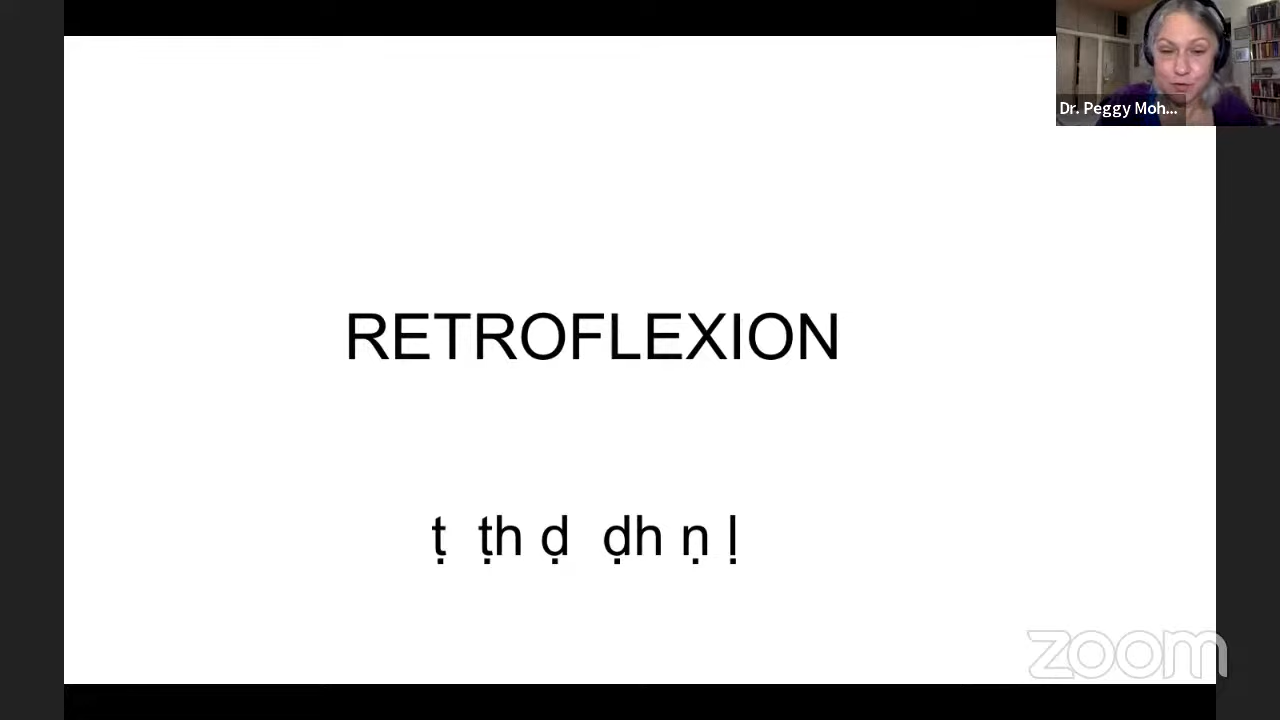 Dr. Peggy Moh...
RETROFLEXION
ṭ ṭh ḍ ḍh ṇ ḷ
zoom